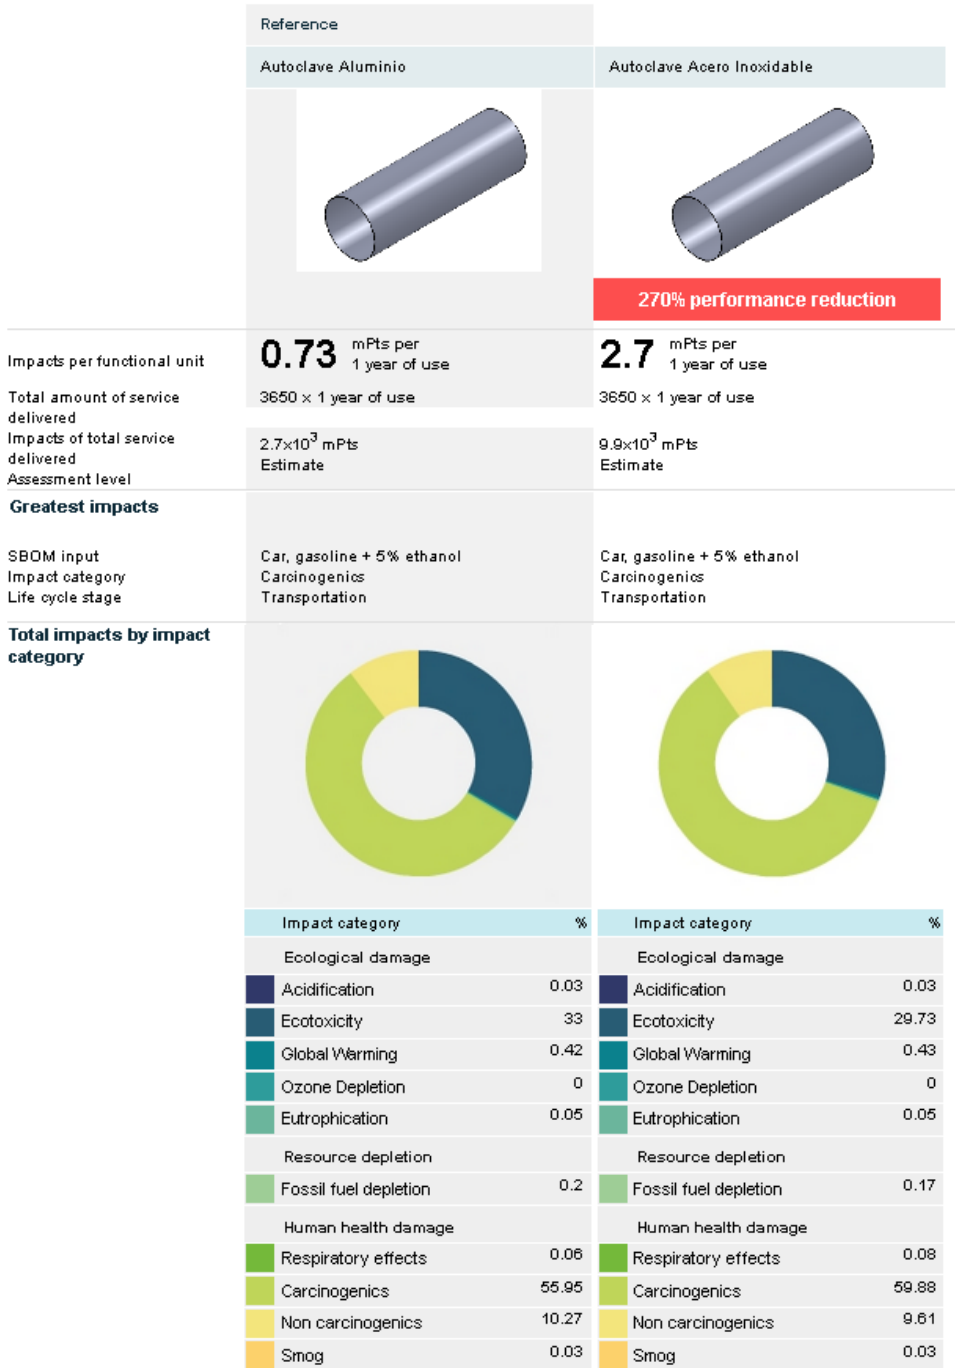 Reference
Autoclave Aluminio
Autoclave Acero Inoxidable
270% performance reduction
Impacts per functional unit
0.73 mPts per 1 year of use
2.7 mPts per 1 year of use
Total amount of service delivered
3650 × 1 year of use
3650 × 1 year of use
Impacts of total service delivered
2.7×10³ mPts
9.9×10³ mPts
Assessment level
Estimate
Estimate
Greatest impacts
SBOM input
Car, gasoline + 5% ethanol
Car, gasoline + 5% ethanol
Impact category
Carcinogenics
Carcinogenics
Life cycle stage
Transportation
Transportation
Total impacts by impact category
Impact category %
Ecological damage
Acidification 0.03
Ecotoxicity 33
Global Warming 0.42
Ozone Depletion 0
Eutrophication 0.05
Resource depletion
Fossil fuel depletion 0.2
Human health damage
Respiratory effects 0.06
Carcinogenics 55.95
Non carcinogenics 10.27
Smog 0.03
Impact category %
Ecological damage
Acidification 0.03
Ecotoxicity 29.73
Global Warming 0.43
Ozone Depletion 0
Eutrophication 0.05
Resource depletion
Fossil fuel depletion 0.17
Human health damage
Respiratory effects 0.08
Carcinogenics 59.88
Non carcinogenics 9.61
Smog 0.03